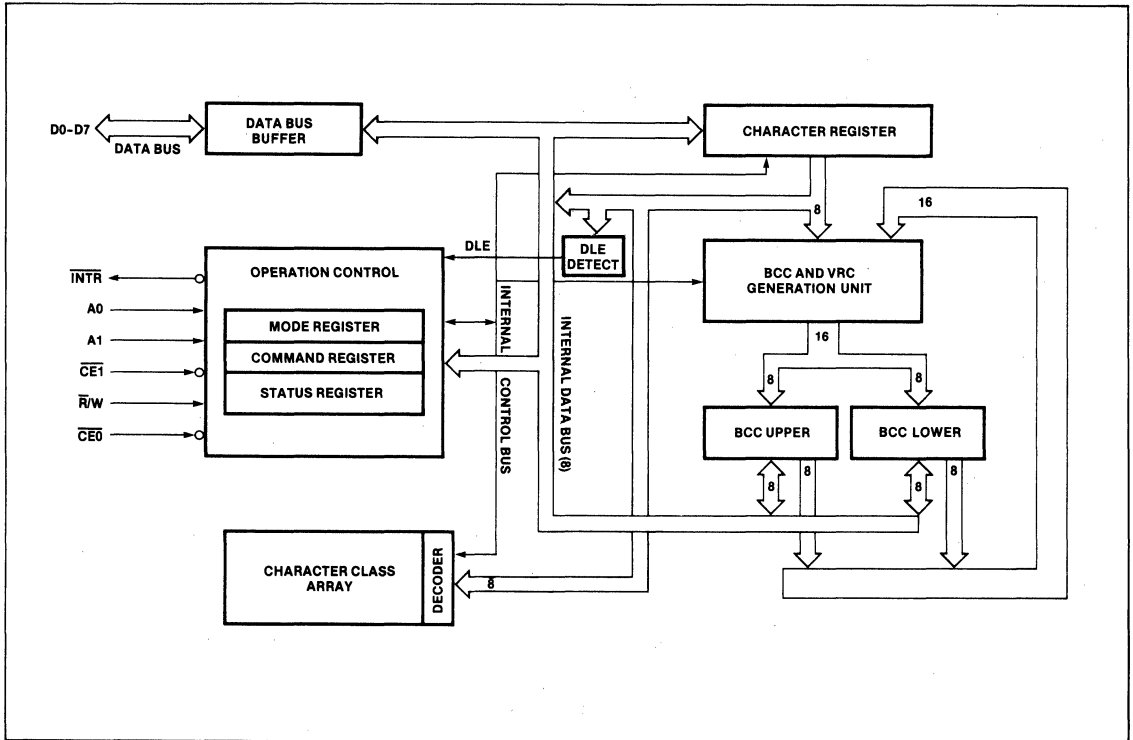 DATA BUS
BUFFER
D0-D7
DATA BUS
CHARACTER REGISTER
8
16
DLE
DLE
DETECT
BCC AND VRC
GENERATION UNIT
INTR
A0
A1
CE1
R/W
CE0
OPERATION CONTROL
MODE REGISTER
COMMAND REGISTER
STATUS REGISTER
INTERNAL CONTROL BUS
INTERNAL DATA BUS (8)
16
8
8
BCC UPPER
BCC LOWER
8
8
8
8
CHARACTER CLASS
ARRAY
DECODER
8